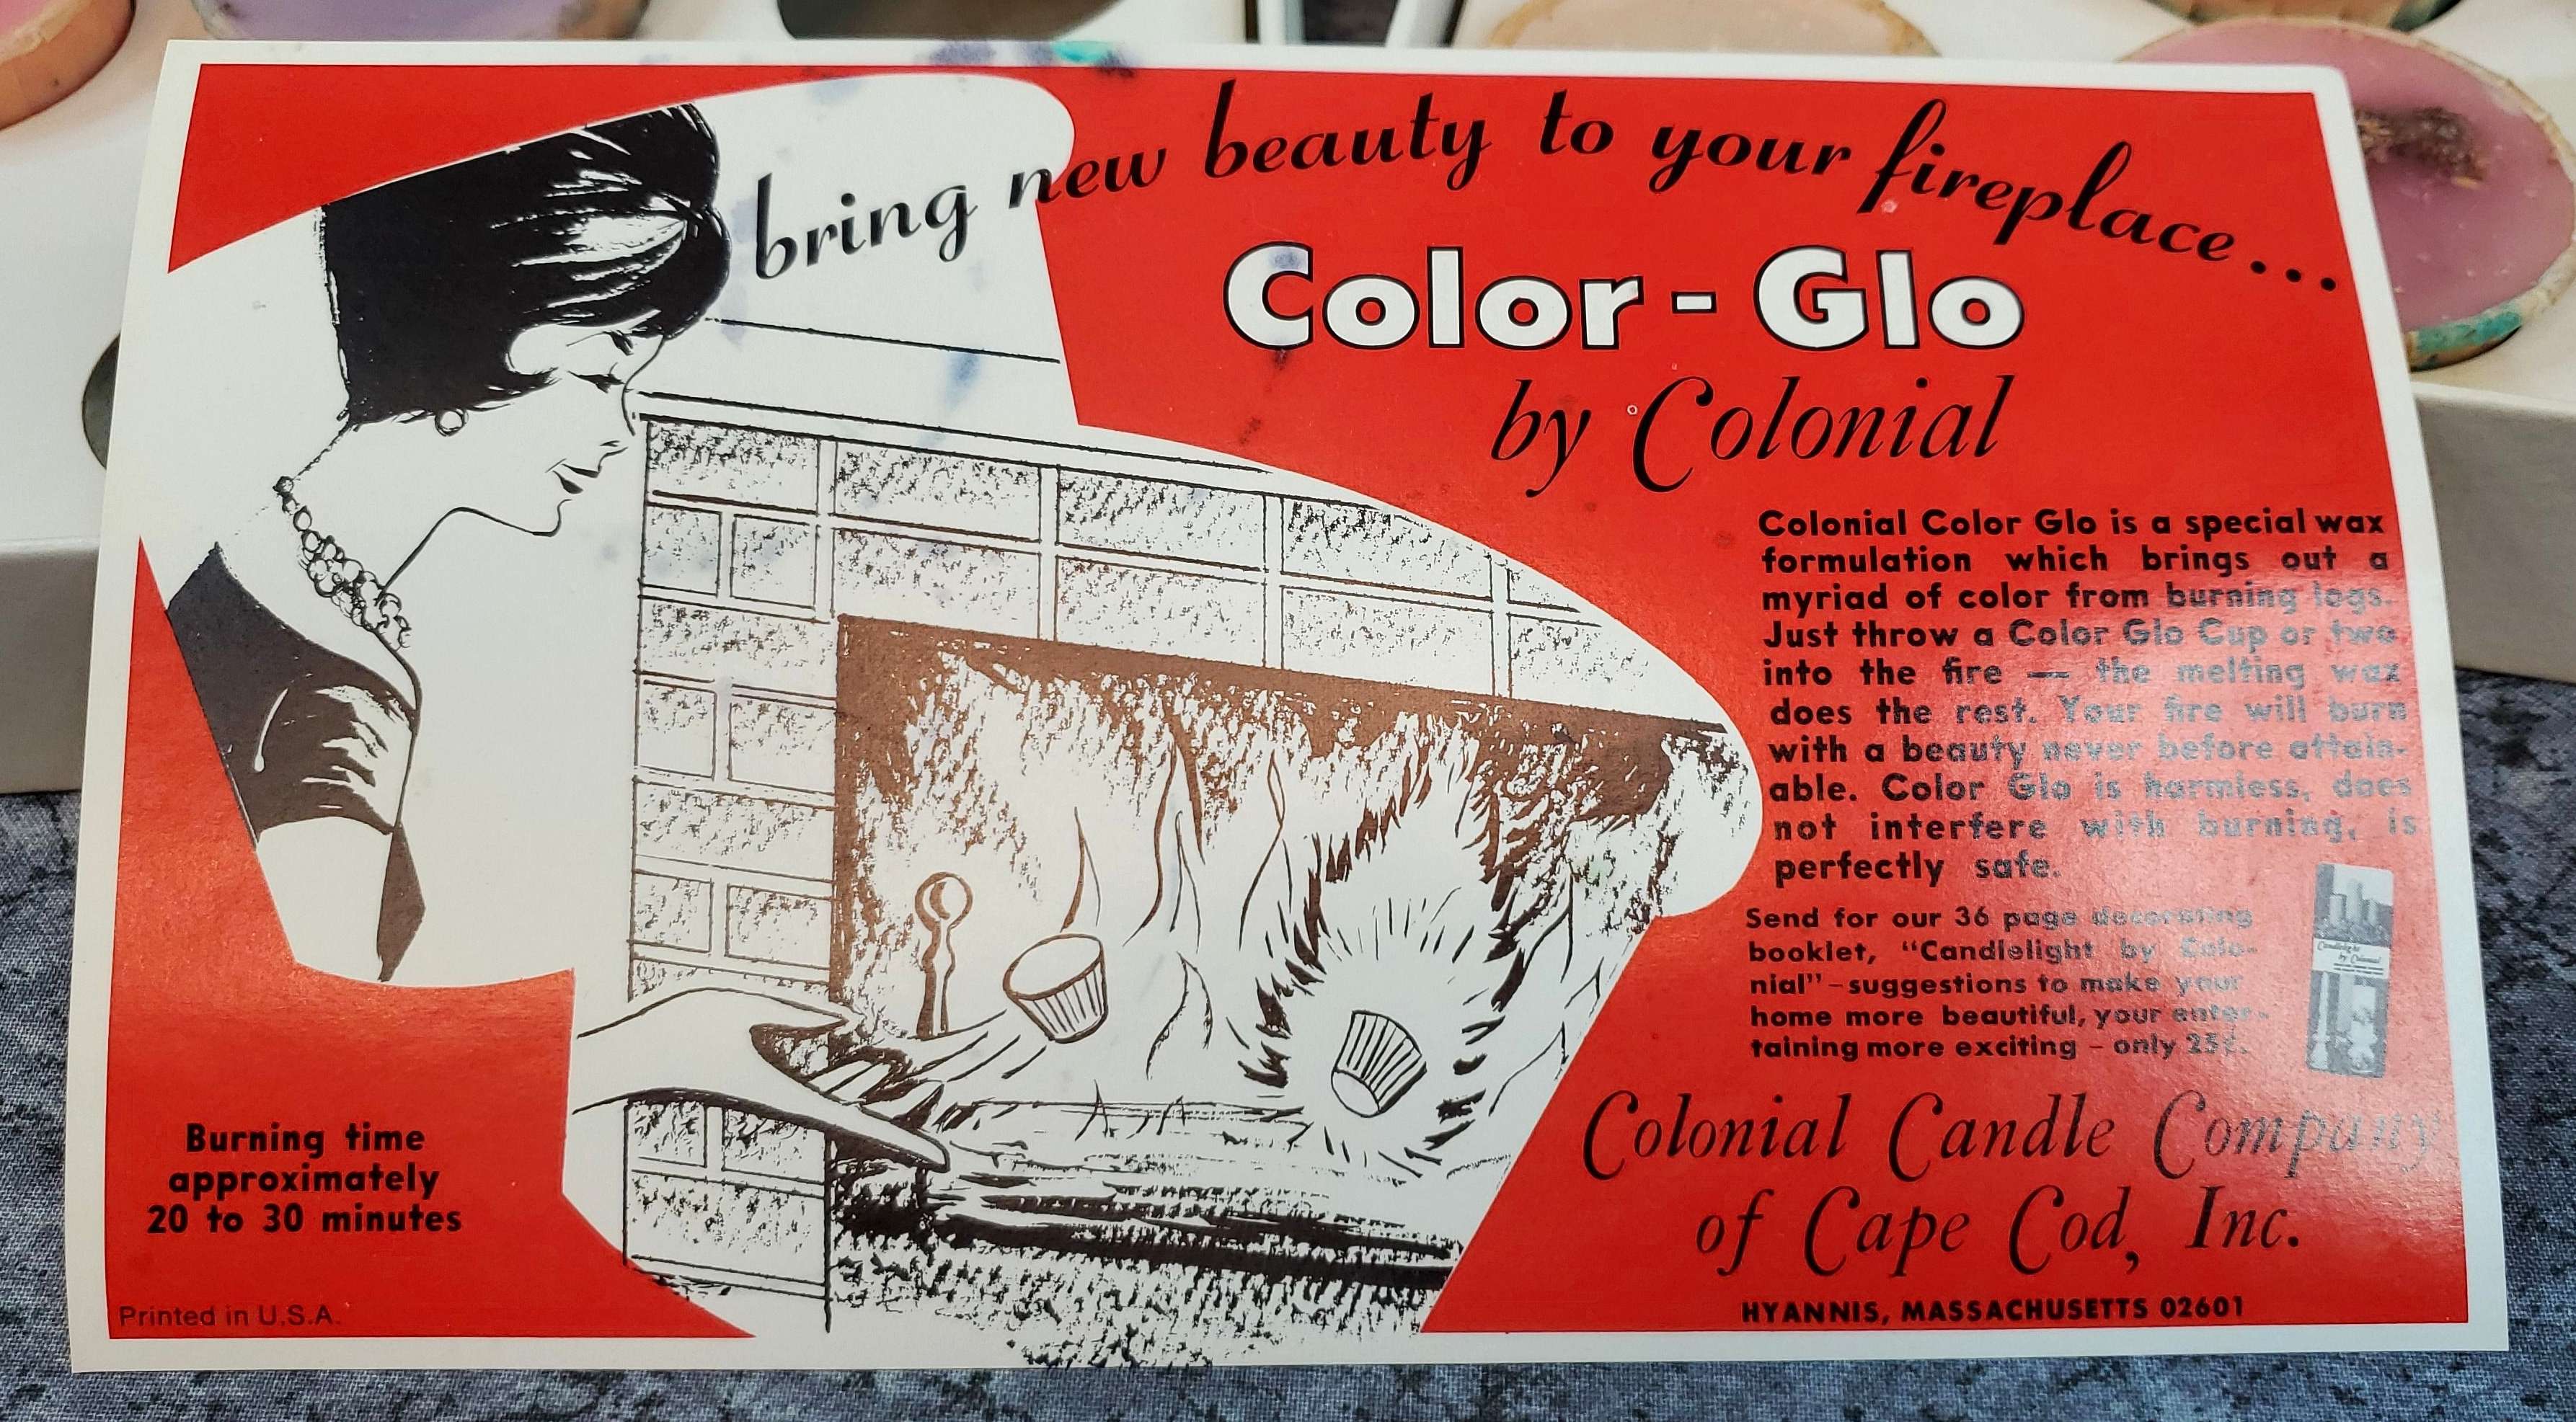 bring new beauty to your fireplace...
Color-Glo
by Colonial
Colonial Color Glo is a special wax
formulation which brings out a
myriad of color from burning logs.
Just throw a Color Glo Cup or two
into the fire — the melting wax
does the rest. Your fire will burn
with a beauty never before attain-
able. Color Glo is harmless, does
not interfere with burning, is
perfectly safe.
Send for our 36 page decorating
booklet, "Candlelight by Colo-
nial" – suggestions to make your
home more beautiful, your enter-
taining more exciting – only 25¢.
Candlelight
by Colonial
Colonial Candle Company
of Cape Cod, Inc.
HYANNIS, MASSACHUSETTS 02601
Burning time
approximately
20 to 30 minutes
Printed in U.S.A.